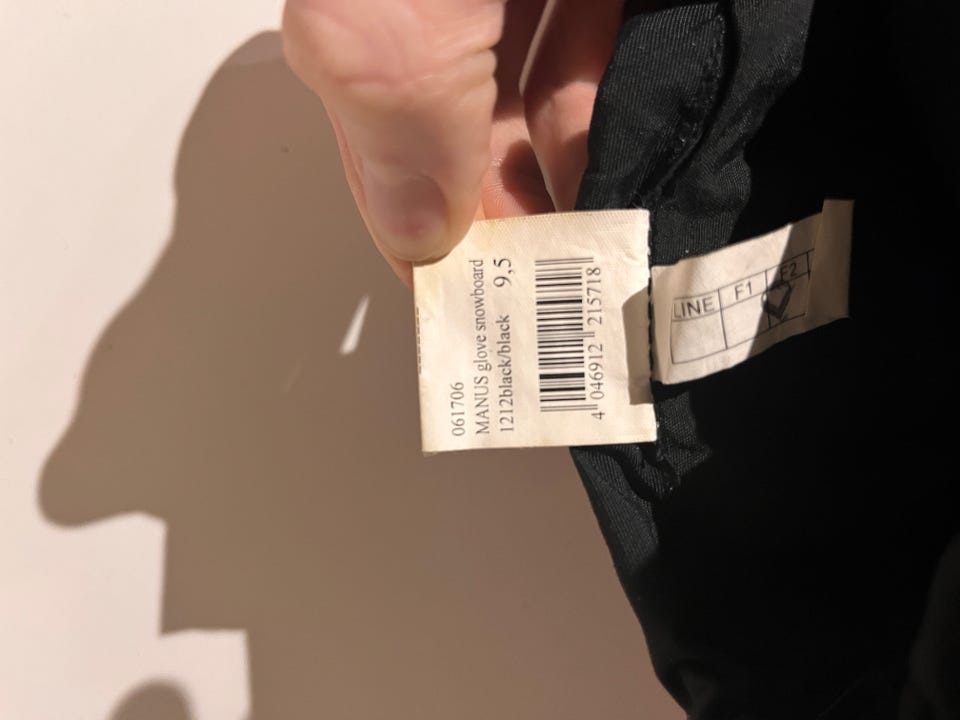 061706
MANUS glove snowboard
1212black/black 9,5
4 046912 215718
LINE F1 F2